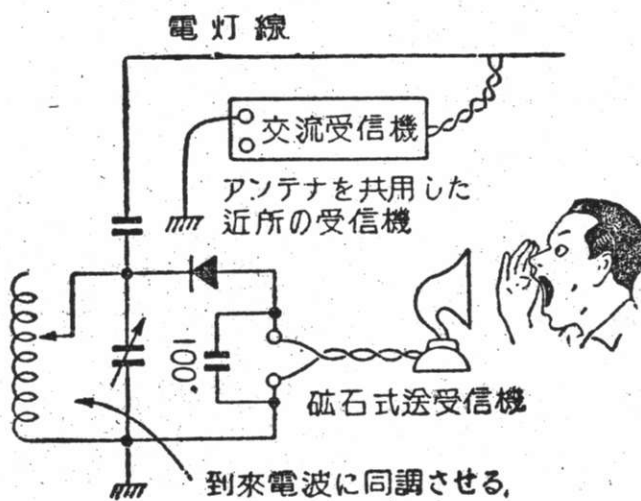 電灯線
交流受信機
アンテナを共用した
近所の受信機
.001
砿石式送受信機
到來電波に同調させる。